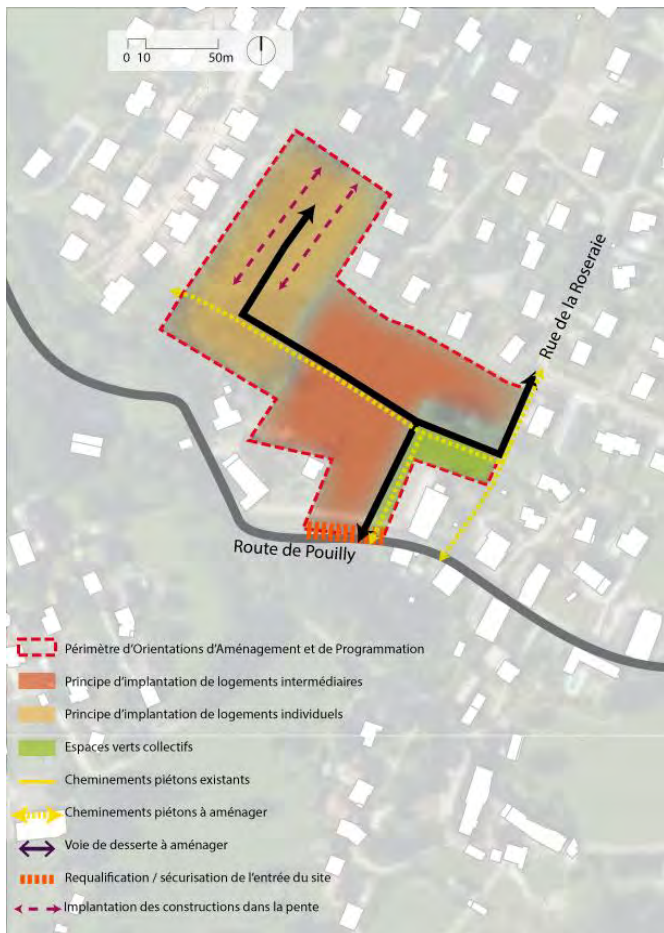 0 10 50m
Rue de la Roseraie
Route de Pouilly
Périmètre d'Orientations d'Aménagement et de Programmation
Principe d'implantation de logements intermédiaires
Principe d'implantation de logements individuels
Espaces verts collectifs
Cheminements piétons existants
Cheminements piétons à aménager
Voie de desserte à aménager
Requalification / sécurisation de l'entrée du site
Implantation des constructions dans la pente